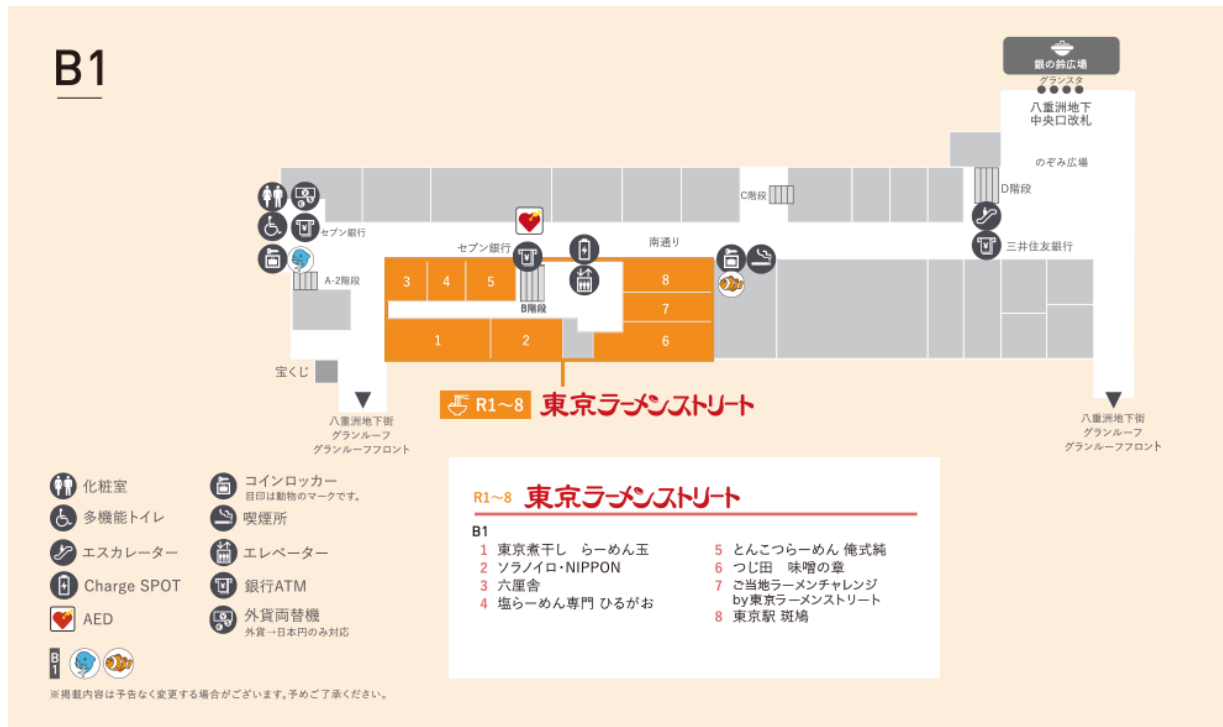 B1
銀の鈴広場
グランスタ
八重洲地下
中央口改札
のぞみ広場
C階段
D階段
セブン銀行
セブン銀行
南通り
三井住友銀行
A-2階段
3
4
5
B階段
8
7
1
2
6
宝くじ
R1〜8 東京ラーメンストリート
八重洲地下街
グランルーフ
グランルーフフロント
八重洲地下街
グランルーフ
グランルーフフロント
化粧室
多機能トイレ
エスカレーター
Charge SPOT
AED
コインロッカー
目印は動物のマークです。
喫煙所
エレベーター
銀行ATM
外貨両替機
外貨→日本円のみ対応
B1
※掲載内容は予告なく変更する場合がございます。予めご了承ください。
R1〜8 東京ラーメンストリート
B1
1 東京煮干し らーめん玉
2 ソラノイロ・NIPPON
3 六厘舎
4 塩らーめん専門 ひるがお
5 とんこつらーめん 俺式純
6 つじ田 味噌の章
7 ご当地ラーメンチャレンジ
by東京ラーメンストリート
8 東京駅 斑鳩